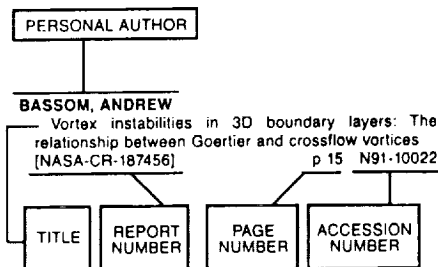 PERSONAL AUTHOR
BASSOM, ANDREW
Vortex instabilities in 3D boundary layers: The
relationship between Goertier and crossflow vortices
[NASA-CR-187456] p 15 N91-10022
TITLE
REPORT
NUMBER
PAGE
NUMBER
ACCESSION
NUMBER